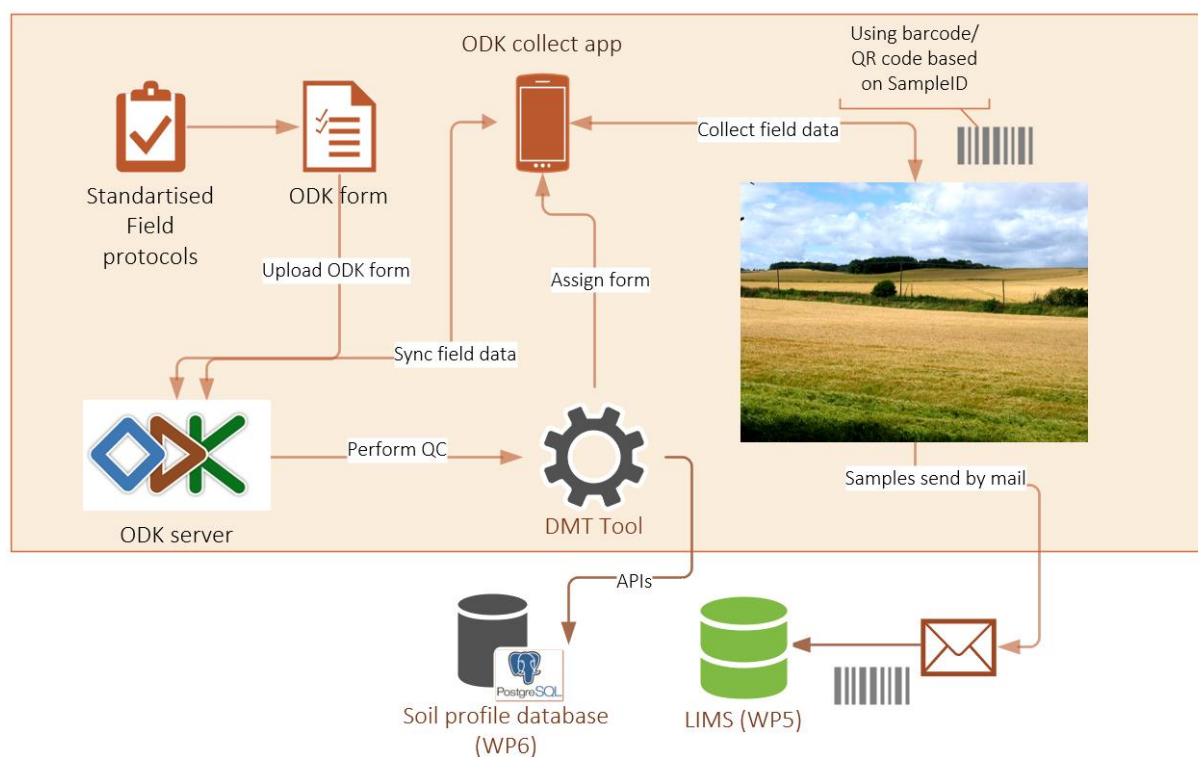 ODK collect app
Using barcode/
QR code based
on SampleID
Collect field data
Standartised
Field
protocols
ODK form
Upload ODK form
Assign form
Sync field data
Perform QC
ODK server
DMT Tool
Samples send by mail
APIs
PostgreSQL
Soil profile database
(WP6)
LIMS (WP5)